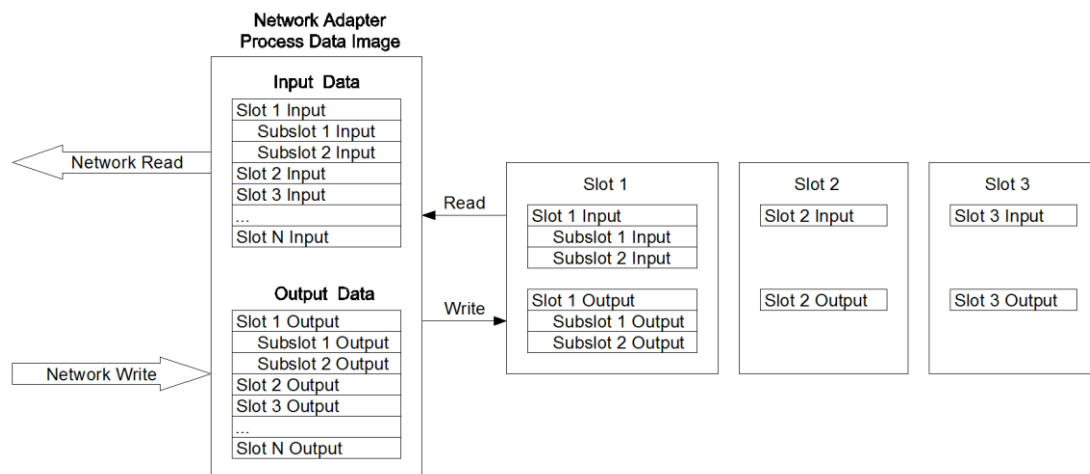 Network Adapter
Process Data Image
Input Data
Slot 1 Input
Subslot 1 Input
Subslot 2 Input
Slot 2 Input
Slot 3 Input
...
Slot N Input
Network Read
Output Data
Slot 1 Output
Subslot 1 Output
Subslot 2 Output
Slot 2 Output
Slot 3 Output
...
Slot N Output
Network Write
Read
Write
Slot 1
Slot 1 Input
Subslot 1 Input
Subslot 2 Input
Slot 1 Output
Subslot 1 Output
Subslot 2 Output
Slot 2
Slot 2 Input
Slot 2 Output
Slot 3
Slot 3 Input
Slot 3 Output